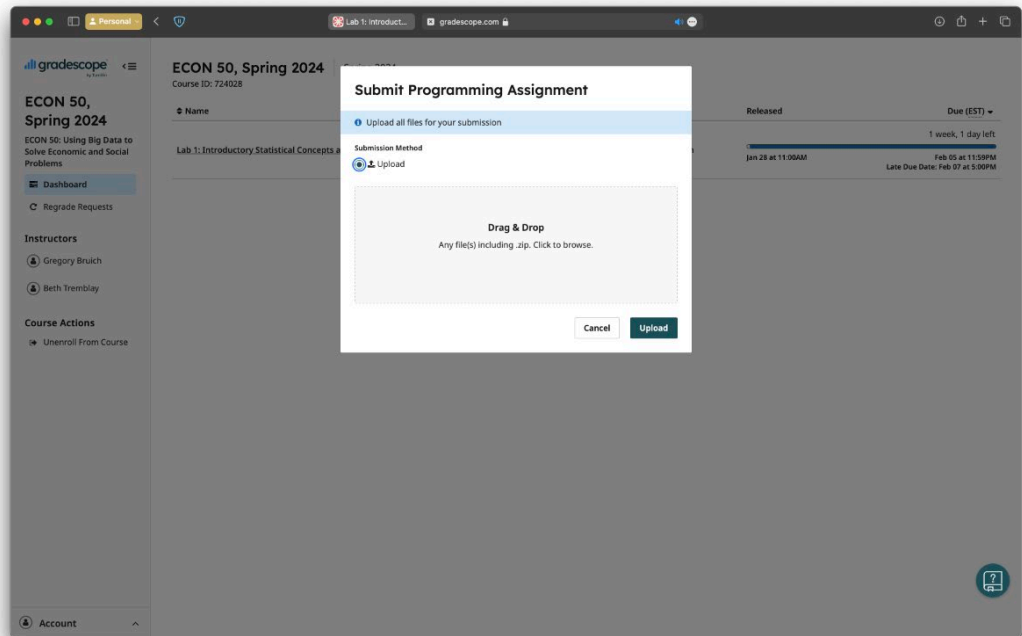 Personal
Lab 1: Introduct...
gradescope.com
gradescope
by Turnitin
ECON 50,
Spring 2024
ECON 50: Using Big Data to
Solve Economic and Social
Problems
Dashboard
Regrade Requests
Instructors
Gregory Bruich
Beth Tremblay
Course Actions
Unenroll From Course
Account
ECON 50, Spring 2024
Spring 2024
Course ID: 724028
Name
Released
Due (EST)
Lab 1: Introductory Statistical Concepts a
1 week, 1 day left
Jan 26 at 11:00AM
Feb 05 at 11:59PM
Late Due Date: Feb 07 at 5:00PM
Submit Programming Assignment
Upload all files for your submission
Submission Method
Upload
Drag & Drop
Any file(s) including .zip. Click to browse.
Cancel
Upload